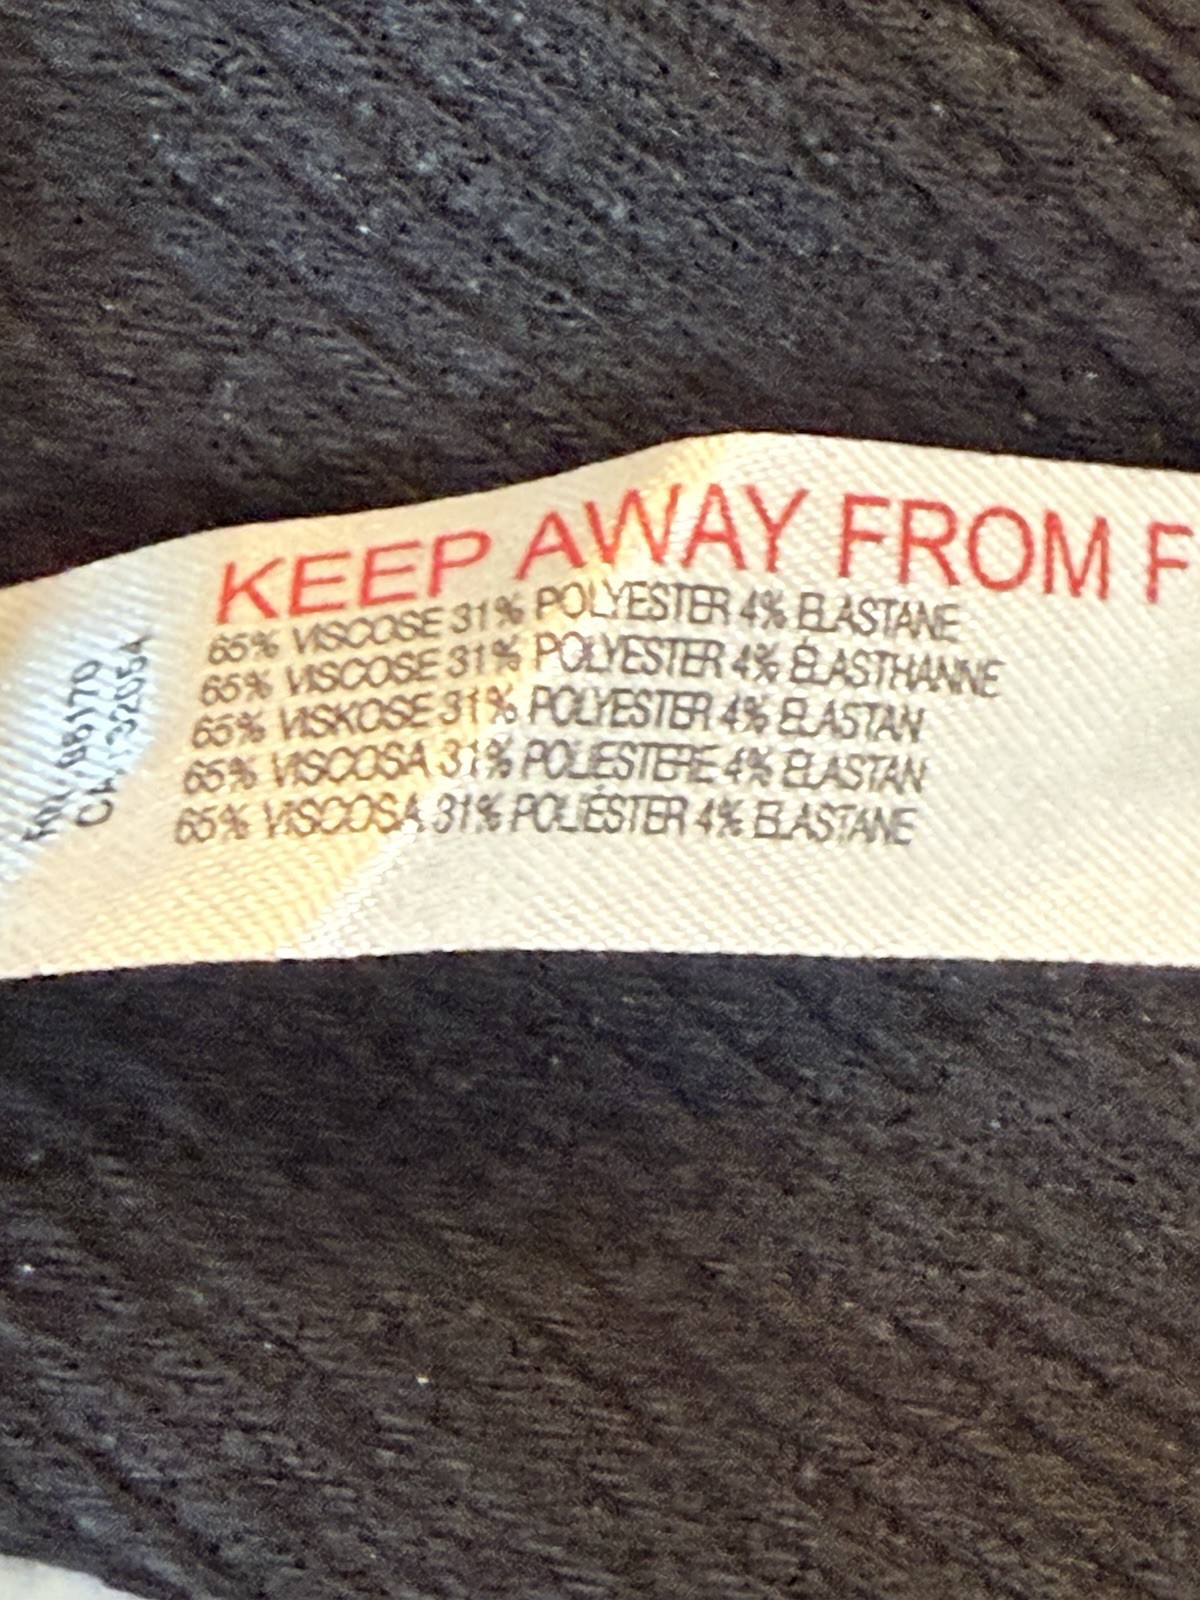 KEEP AWAY FROM F
65% VISCOSE 31% POLYESTER 4% ELASTANE
65% VISCOSE 31% POLYESTER 4% ÉLASTHANNE
65% VISKOSE 31% POLYESTER 4% ELASTAN
65% VISCOSA 31% POLIESTERE 4% ELASTAN
65% VISCOSA 31% POLIÉSTER 4% ELASTANE